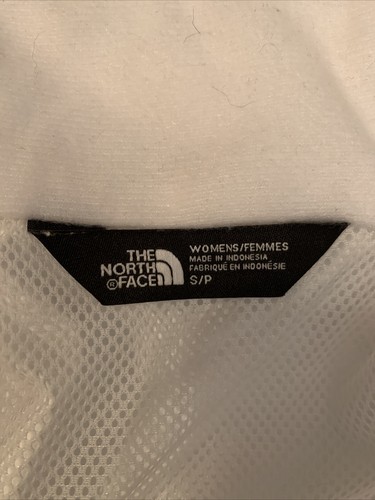 THE
NORTH
®FACE
WOMENS/FEMMES
MADE IN INDONESIA
FABRIQUÉ EN INDONÉSIE
S/P